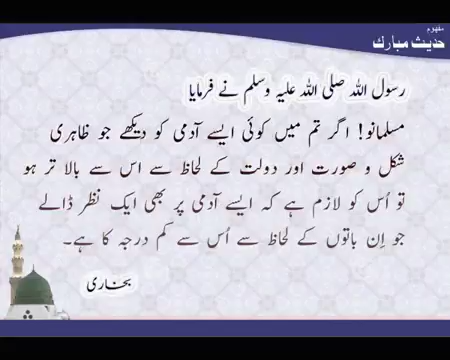 مفہوم
حدیث مبارک
رسول اللہ صلی اللہ علیہ وسلم نے فرمایا
مسلمانو! اگر تم میں کوئی ایسے آدمی کو دیکھے جو ظاہری
شکل و صورت اور دولت کے لحاظ سے اس سے بالا تر ہو
تو اُس کو لازم ہے کہ ایسے آدمی پر بھی ایک نظر ڈالے
جو اِن باتوں کے لحاظ سے اُس سے کم درجہ کا ہے۔
بخاری